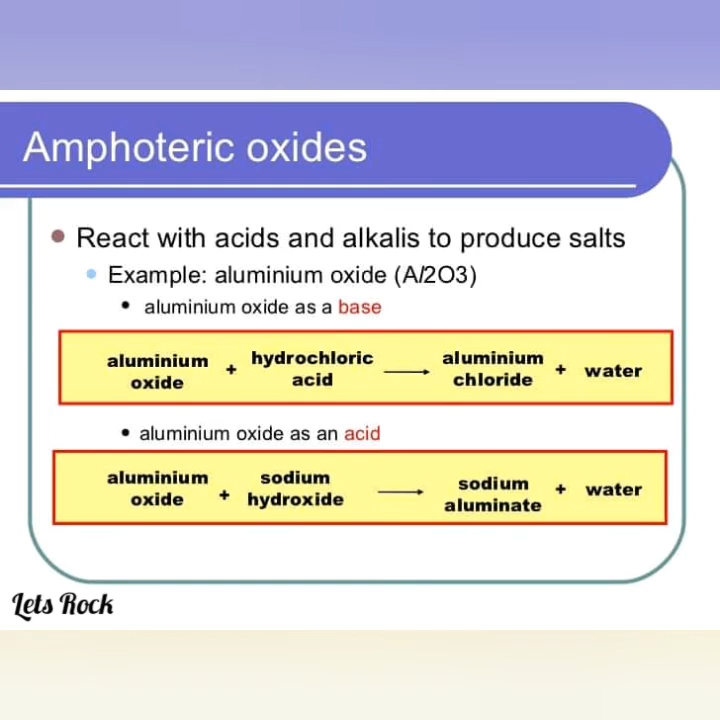 Amphoteric oxides
• React with acids and alkalis to produce salts
• Example: aluminium oxide (Al2O3)
• aluminium oxide as a base
aluminium oxide + hydrochloric acid ⟶ aluminium chloride + water
• aluminium oxide as an acid
aluminium oxide + sodium hydroxide ⟶ sodium aluminate + water
Lets Rock